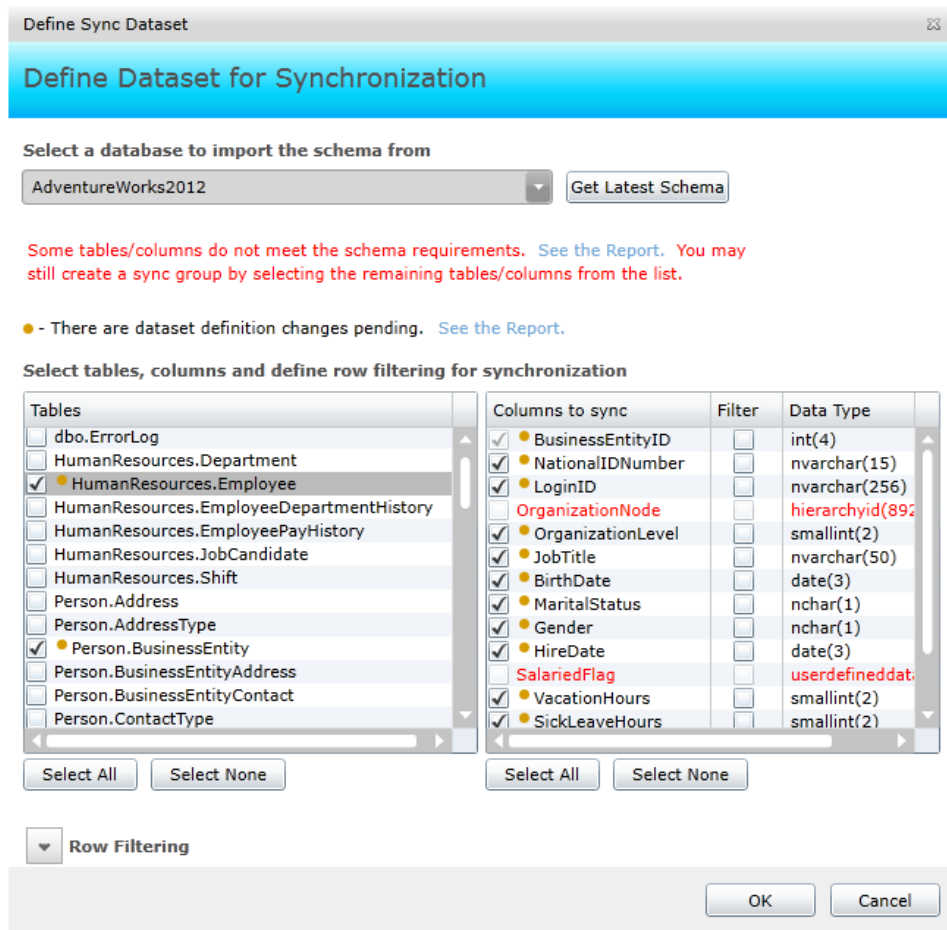 Define Sync Dataset
Define Dataset for Synchronization
Select a database to import the schema from
AdventureWorks2012
Get Latest Schema
Some tables/columns do not meet the schema requirements. See the Report. You may
still create a sync group by selecting the remaining tables/columns from the list.
- There are dataset definition changes pending. See the Report.
Select tables, columns and define row filtering for synchronization
Tables
dbo.ErrorLog
HumanResources.Department
HumanResources.Employee
HumanResources.EmployeeDepartmentHistory
HumanResources.EmployeePayHistory
HumanResources.JobCandidate
HumanResources.Shift
Person.Address
Person.AddressType
Person.BusinessEntity
Person.BusinessEntityAddress
Person.BusinessEntityContact
Person.ContactType
Select All Select None
Columns to sync Filter Data Type
BusinessEntityID int(4)
NationalIDNumber nvarchar(15)
LoginID nvarchar(256)
OrganizationNode hierarchyid(892
OrganizationLevel smallint(2)
JobTitle nvarchar(50)
BirthDate date(3)
MaritalStatus nchar(1)
Gender nchar(1)
HireDate date(3)
SalariedFlag userdefineddata
VacationHours smallint(2)
SickLeaveHours smallint(2)
Select All Select None
Row Filtering
OK Cancel